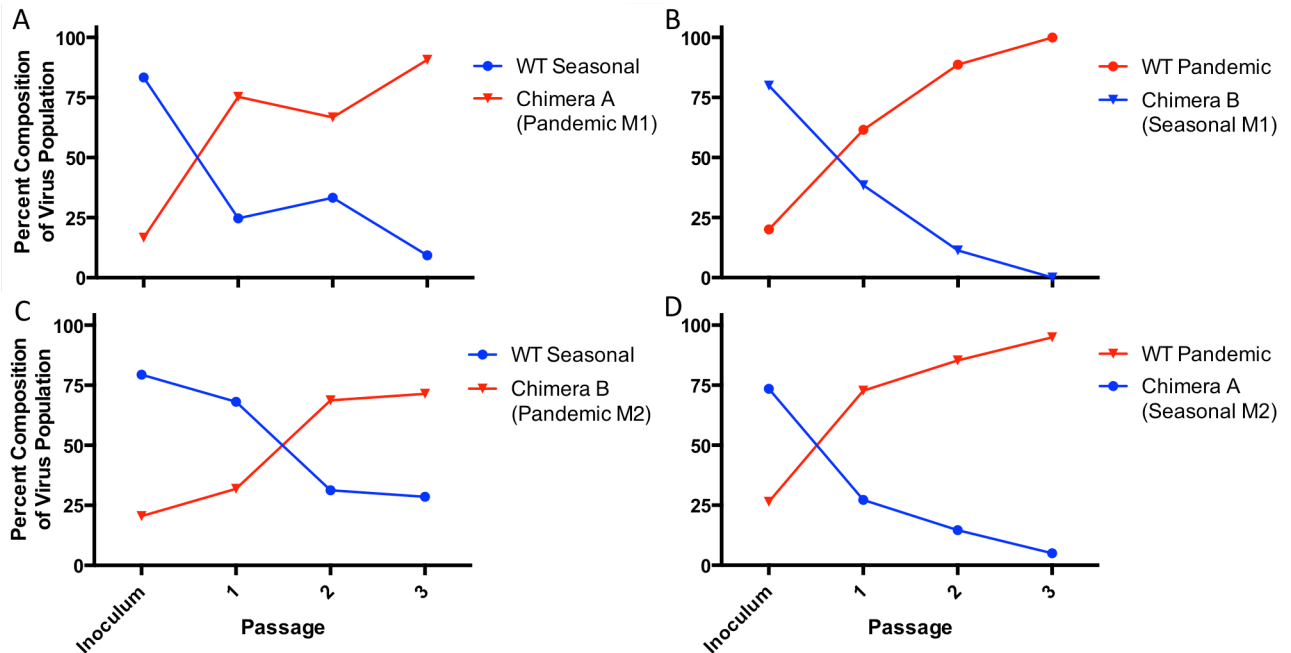 A
100
75
50
25
0
Percent Composition
of Virus Population
WT Seasonal
Chimera A
(Pandemic M1)
B
100
75
50
25
0
WT Pandemic
Chimera B
(Seasonal M1)
C
100
75
50
25
0
Percent Composition
of Virus Population
Inoculum
1
2
3
Passage
WT Seasonal
Chimera B
(Pandemic M2)
D
100
75
50
25
0
Inoculum
1
2
3
Passage
WT Pandemic
Chimera A
(Seasonal M2)